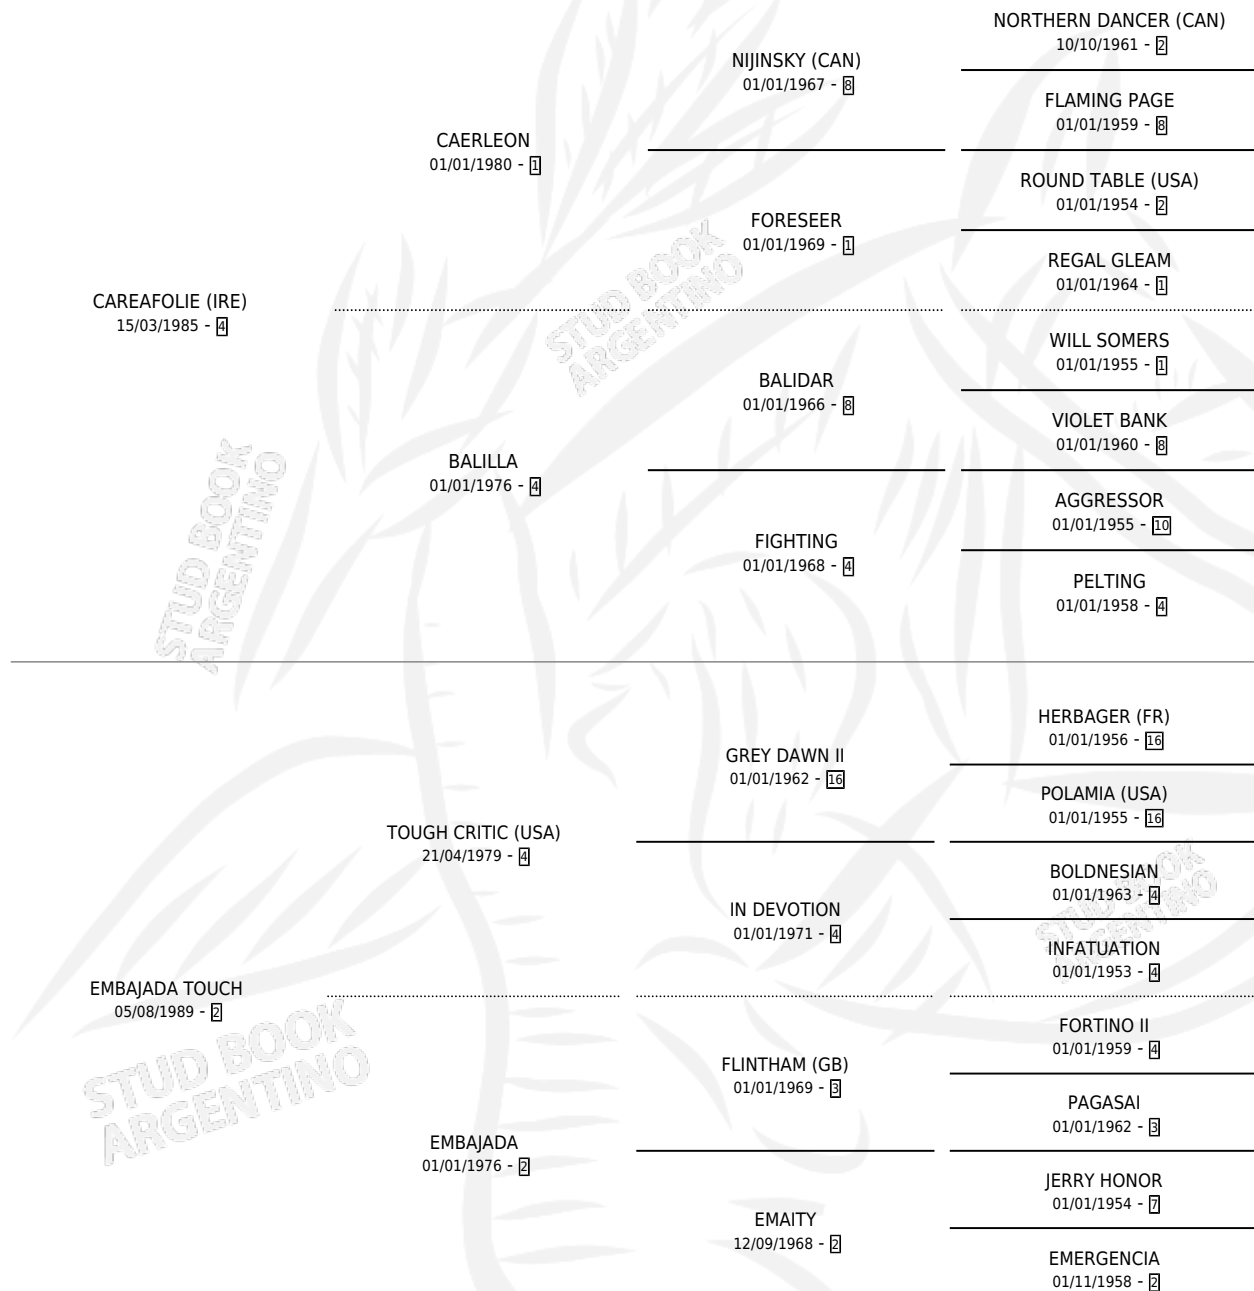 NORTHERN DANCER (CAN)
10/10/1961 - 2
NIJINSKY (CAN)
01/01/1967 - 8
FLAMING PAGE
01/01/1959 - 8
CAERLEON
01/01/1980 - 1
ROUND TABLE (USA)
01/01/1954 - 2
FORESEER
01/01/1969 - 1
REGAL GLEAM
01/01/1964 - 1
CAREAFOLIE (IRE)
15/03/1985 - 4
STUD BOOK
ARGENTINO
WILL SOMERS
01/01/1955 - 1
BALIDAR
01/01/1966 - 8
VIOLET BANK
01/01/1960 - 8
BALILLA
01/01/1976 - 4
AGGRESSOR
01/01/1955 - 10
FIGHTING
01/01/1968 - 4
PELTING
01/01/1958 - 4
STUD BOOK
ARGENTINO
HERBAGER (FR)
01/01/1956 - 16
GREY DAWN II
01/01/1962 - 16
POLAMIA (USA)
01/01/1955 - 16
TOUGH CRITIC (USA)
21/04/1979 - 4
BOLDNESIAN
01/01/1963 - 4
STUD BOOK
ARGENTINO
IN DEVOTION
01/01/1971 - 4
INFATUATION
01/01/1953 - 4
EMBAJADA TOUCH
05/08/1989 - 2
STUD BOOK
ARGENTINO
FORTINO II
01/01/1959 - 4
FLINTHAM (GB)
01/01/1969 - 3
PAGASAI
01/01/1962 - 3
EMBAJADA
01/01/1976 - 2
JERRY HONOR
01/01/1954 - 7
EMAITY
12/09/1968 - 2
EMERGENCIA
01/11/1958 - 2